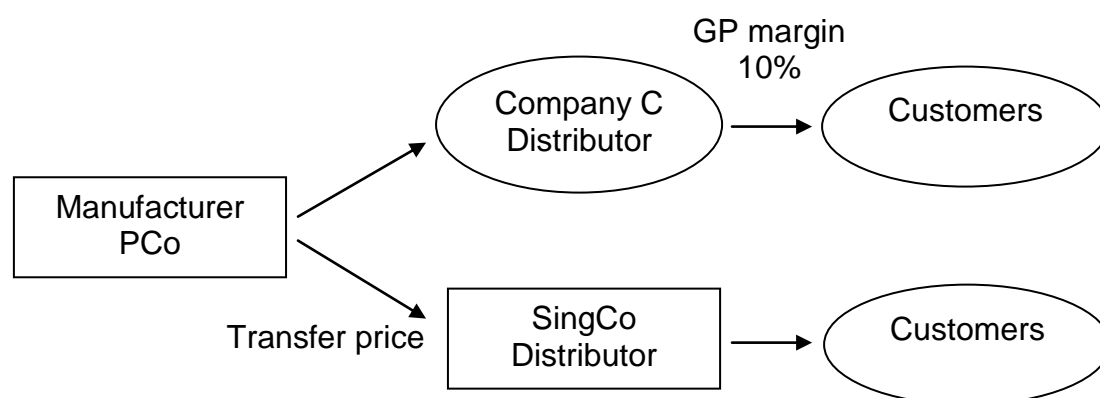 GP margin
10%
Company C
Distributor
Customers
Manufacturer
PCo
Transfer price
SingCo
Distributor
Customers